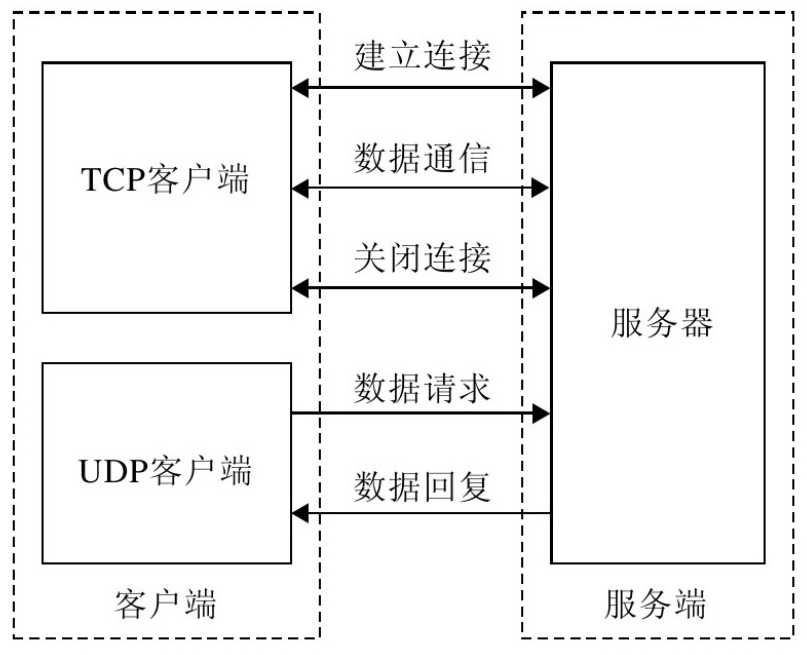 建立连接
TCP客户端
数据通信
关闭连接
服务器
数据请求
UDP客户端
数据回复
客户端
服务端